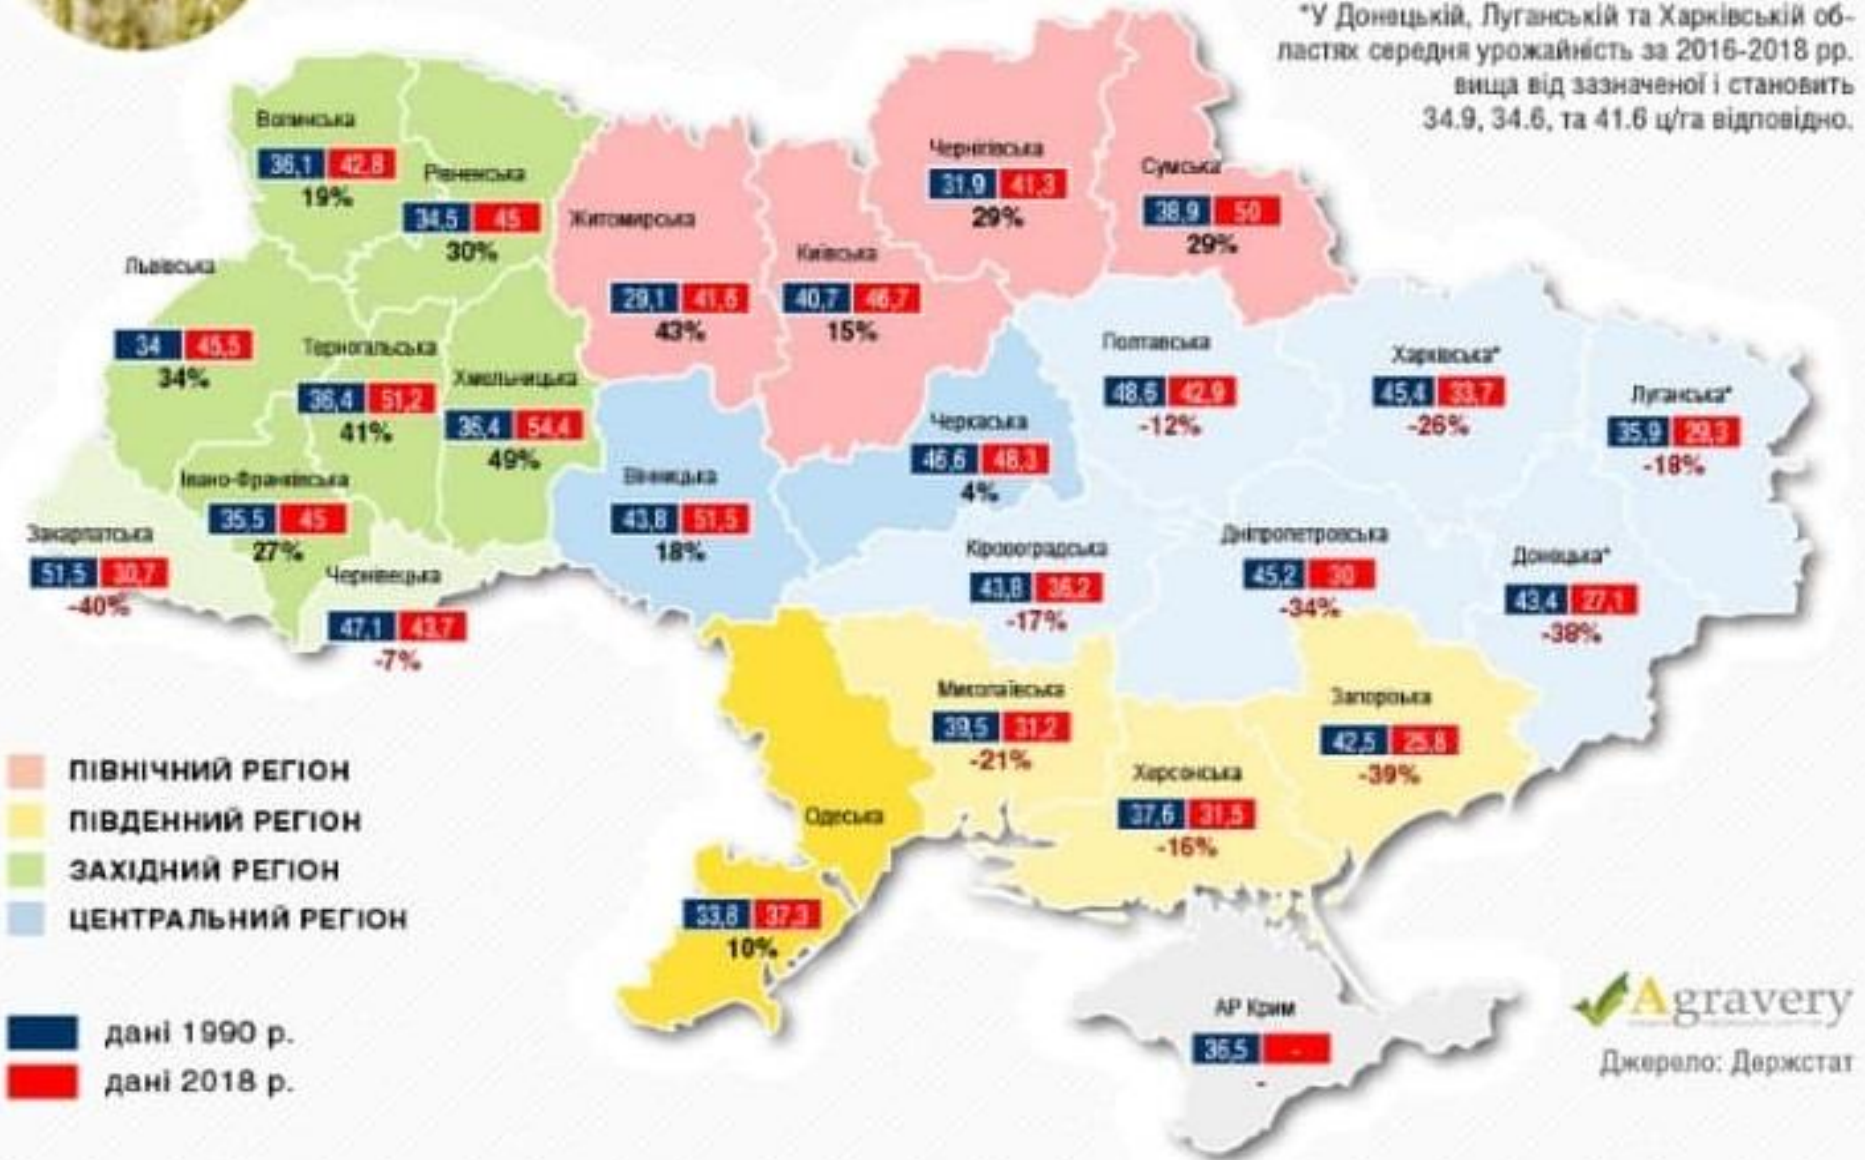 *У Донецькій, Луганській та Харківській об-
ластях середня урожайність за 2016-2018 рр.
вища від зазначеної і становить
34.9, 34.6, та 41.6 ц/га відповідно.
Волинська
36,1 42,8
19%
Рівненська
34,5 45
30%
Житомирська
29,1 41,6
43%
Київська
40,7 46,7
15%
Чернігівська
31,9 41,3
29%
Сумська
38,9 50
29%
Львівська
34 45,5
34%
Тернопільська
36,4 51,2
41%
Хмельницька
36,4 54,4
49%
Івано-Франківська
35,5 45
27%
Закарпатська
51,5 30,7
-40%
Чернівецька
47,1 43,7
-7%
Вінницька
43,8 51,5
18%
Черкаська
46,6 48,3
4%
Полтавська
48,6 42,9
-12%
Харківська*
45,4 33,7
-26%
Луганська*
35,9 29,3
-18%
Кіровоградська
43,8 36,2
-17%
Дніпропетровська
45,2 30
-34%
Донецька*
43,4 27,1
-38%
Миколаївська
39,5 31,2
-21%
Запорозька
42,5 25,8
-39%
Херсонська
37,6 31,5
-16%
Одеська
33,8 37,3
10%
АР Крим
36,5 -
-
ПІВНІЧНИЙ РЕГІОН
ПІВДЕННИЙ РЕГІОН
ЗАХІДНИЙ РЕГІОН
ЦЕНТРАЛЬНИЙ РЕГІОН
дані 1990 р.
дані 2018 р.
Agravery
Джерело: Держстат